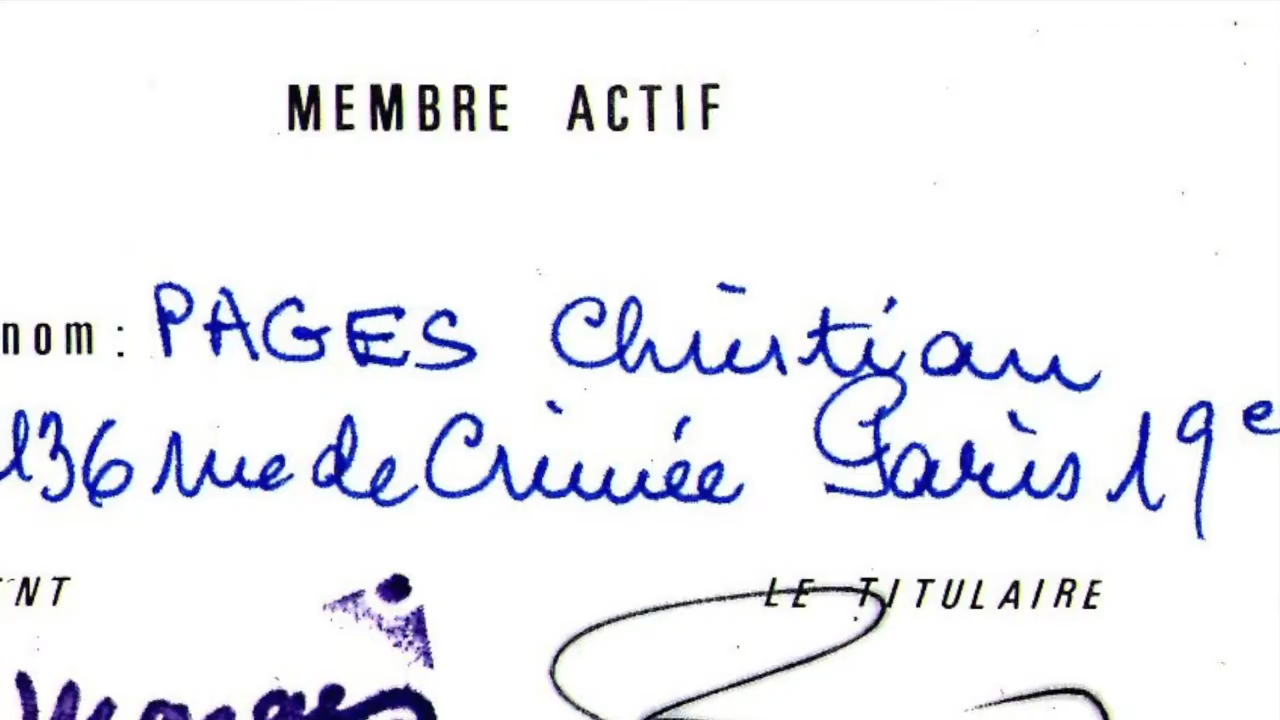 MEMBRE ACTIF
nom: PAGES Christian
136 rue de Crimée Paris 19e
NT LE TITULAIRE